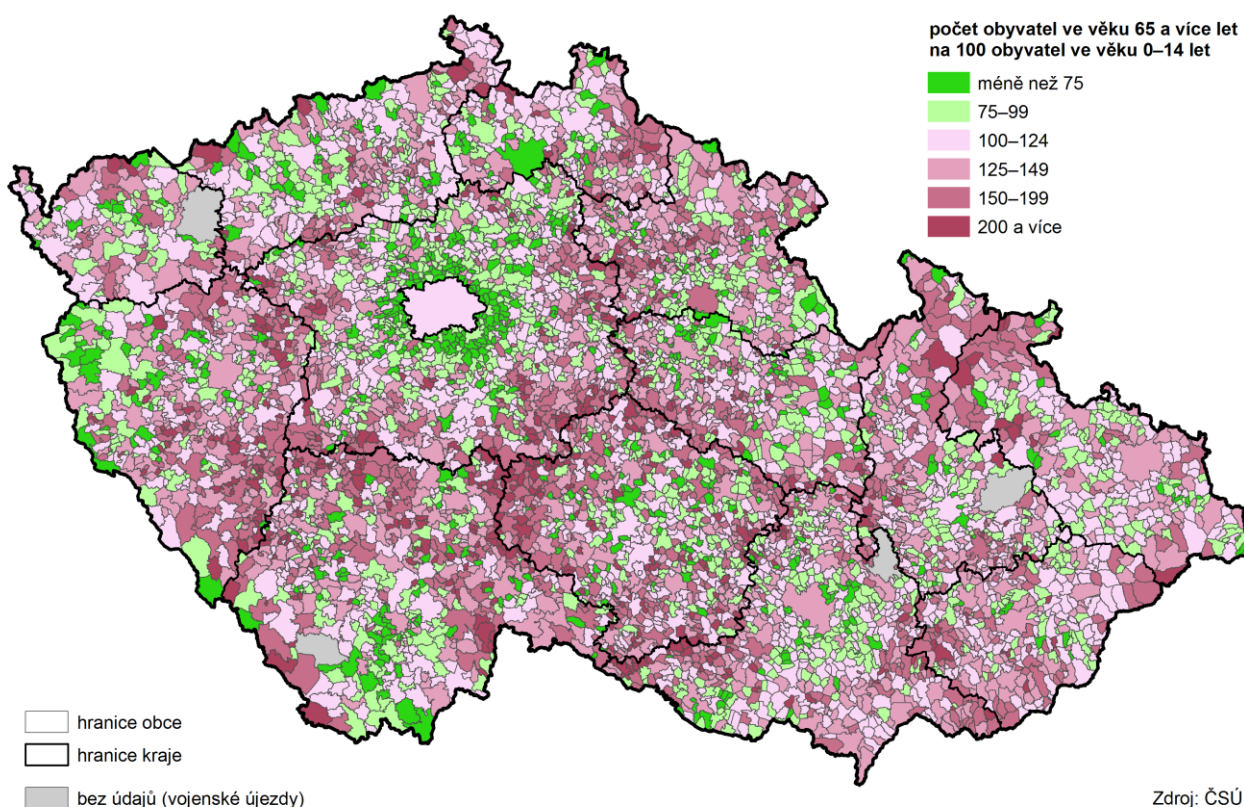 počet obyvatel ve věku 65 a více let
na 100 obyvatel ve věku 0–14 let
méně než 75
75–99
100–124
125–149
150–199
200 a více
hranice obce
hranice kraje
bez údajů (vojenské újezdy)
Zdroj: ČSÚ